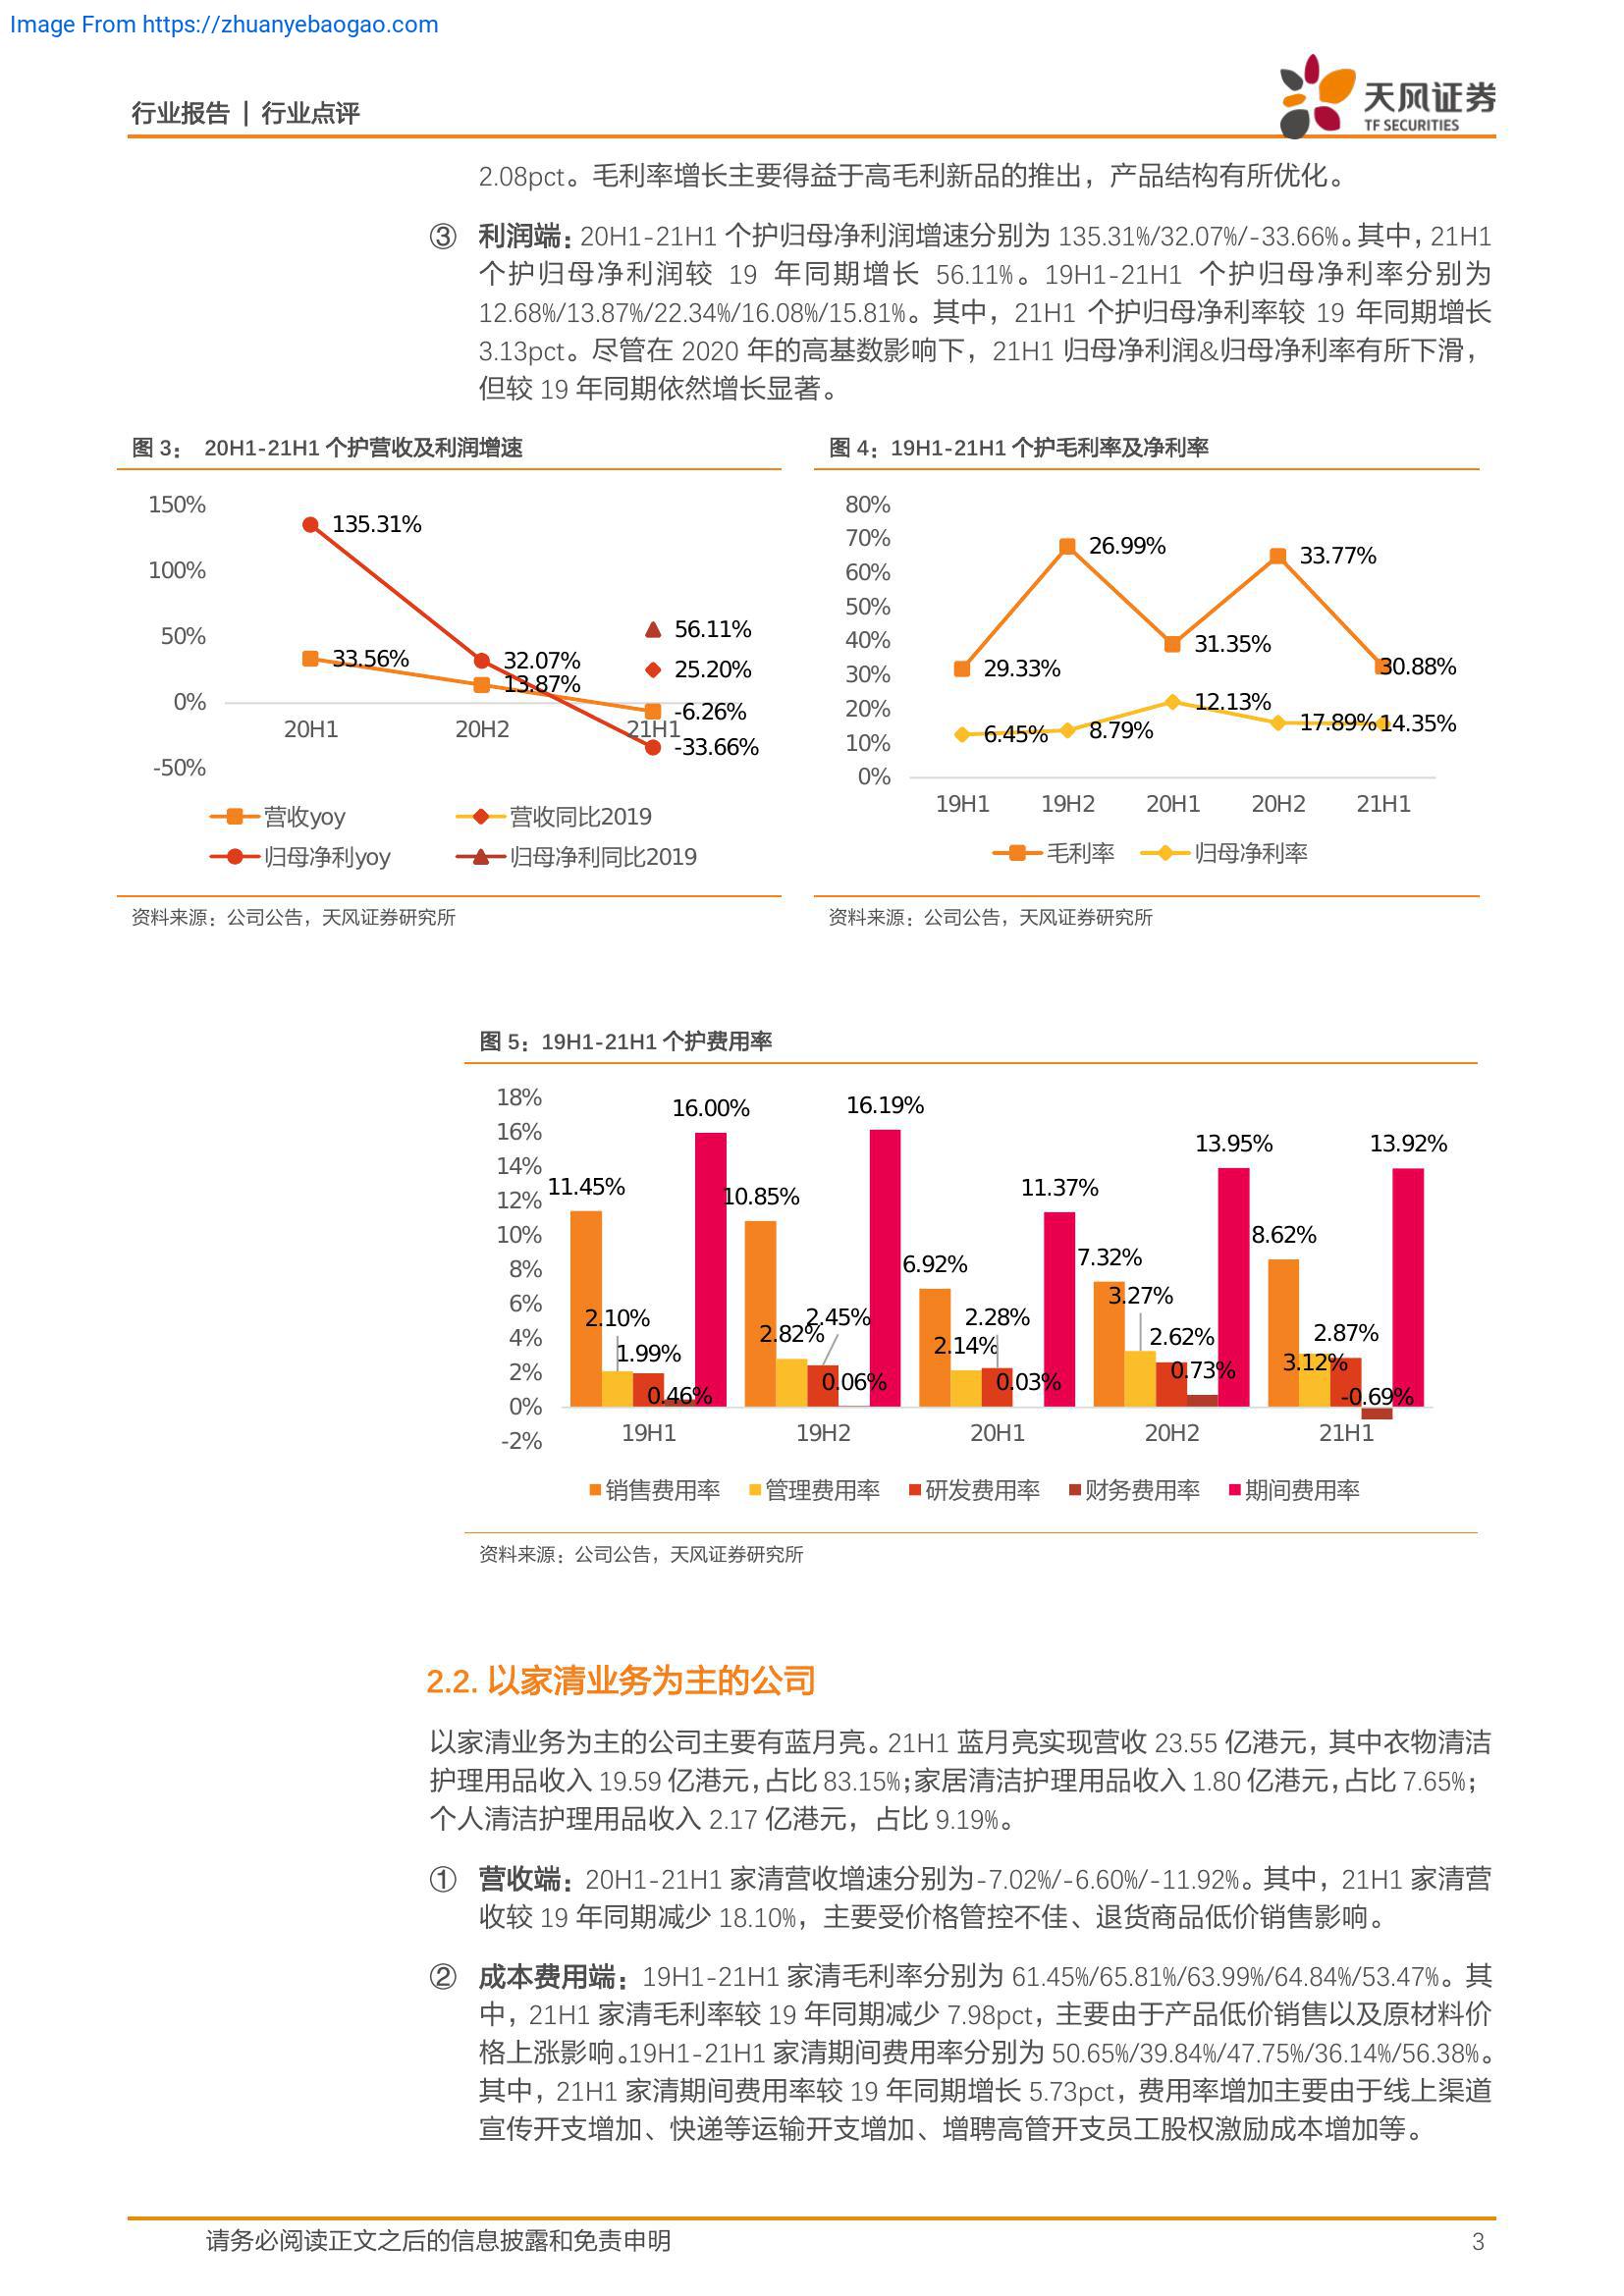 Image From https://zhuanyebaogao.com
行业报告 | 行业点评
天风证券
TF SECURITIES
2.08pct。毛利率增长主要得益于高毛利新品的推出，产品结构有所优化。
③ 利润端：20H1-21H1 个护归母净利润增速分别为 135.31%/32.07%/-33.66%。其中，21H1
个护归母净利润较 19 年同期增长 56.11%。19H1-21H1 个护归母净利率分别为
12.68%/13.87%/22.34%/16.08%/15.81%。其中，21H1 个护归母净利率较 19 年同期增长
3.13pct。尽管在 2020 年的高基数影响下，21H1 归母净利润&归母净利率有所下滑，
但较 19 年同期依然增长显著。
图 3： 20H1-21H1 个护营收及利润增速
150%
100%
50%
0%
-50%
135.31%
33.56%
32.07%
13.87%
56.11%
25.20%
-6.26%
-33.66%
20H1 20H2 21H1
营收yoy 营收同比2019
归母净利yoy 归母净利同比2019
资料来源：公司公告，天风证券研究所
图 4：19H1-21H1 个护毛利率及净利率
80%
70%
60%
50%
40%
30%
20%
10%
0%
29.33%
26.99%
31.35%
33.77%
30.88%
6.45%
8.79%
12.13%
17.89%
14.35%
19H1 19H2 20H1 20H2 21H1
毛利率 归母净利率
资料来源：公司公告，天风证券研究所
图 5：19H1-21H1 个护费用率
18%
16%
14%
12%
10%
8%
6%
4%
2%
0%
-2%
11.45%
2.10%
1.99%
0.46%
16.00%
10.85%
2.82%
2.45%
0.06%
16.19%
6.92%
2.14%
2.28%
0.03%
11.37%
7.32%
3.27%
2.62%
0.73%
13.95%
8.62%
3.12%
2.87%
-0.69%
13.92%
19H1 19H2 20H1 20H2 21H1
销售费用率 管理费用率 研发费用率 财务费用率 期间费用率
资料来源：公司公告，天风证券研究所
2.2. 以家清业务为主的公司
以家清业务为主的公司主要有蓝月亮。21H1 蓝月亮实现营收 23.55 亿港元，其中衣物清洁
护理用品收入 19.59 亿港元，占比 83.15%；家居清洁护理用品收入 1.80 亿港元，占比 7.65%；
个人清洁护理用品收入 2.17 亿港元，占比 9.19%。
① 营收端：20H1-21H1 家清营收增速分别为-7.02%/-6.60%/-11.92%。其中，21H1 家清营
收较 19 年同期减少 18.10%，主要受价格管控不佳、退货商品低价销售影响。
② 成本费用端：19H1-21H1 家清毛利率分别为 61.45%/65.81%/63.99%/64.84%/53.47%。其
中，21H1 家清毛利率较 19 年同期减少 7.98pct，主要由于产品低价销售以及原材料价
格上涨影响。19H1-21H1 家清期间费用率分别为 50.65%/39.84%/47.75%/36.14%/56.38%。
其中，21H1 家清期间费用率较 19 年同期增长 5.73pct，费用率增加主要由于线上渠道
宣传开支增加、快递等运输开支增加、增聘高管开支员工股权激励成本增加等。
请务必阅读正文之后的信息披露和免责申明 3